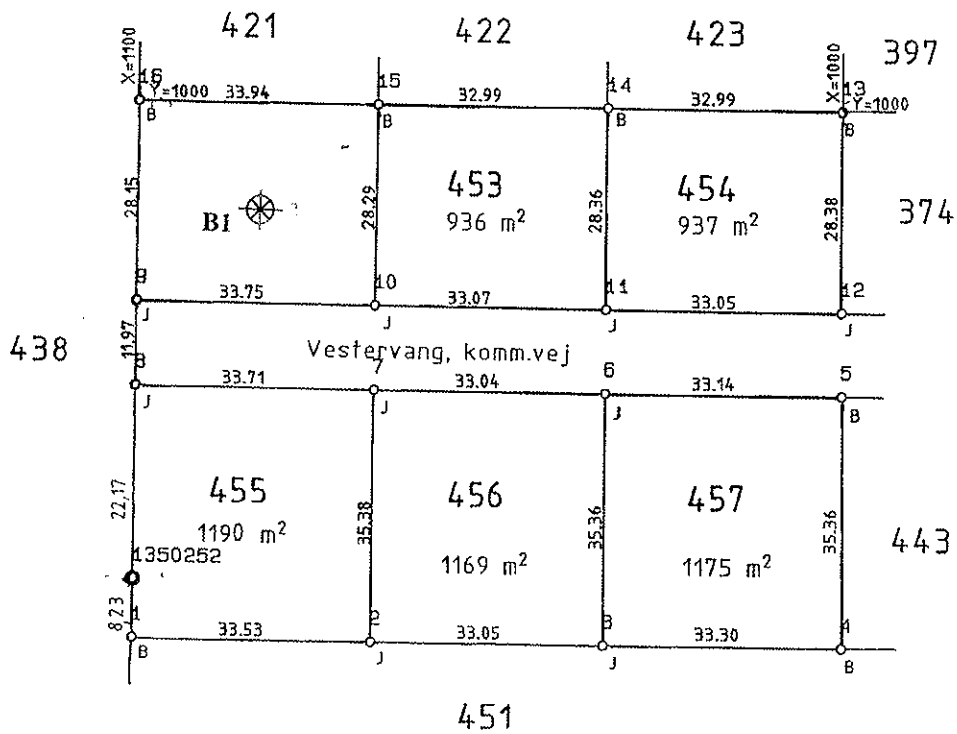 421
422
423
397
X=1100
16
Y=1000
33.94
15
32.99
14
32.99
X=1000
13
Y=1000
B
B
B
28.15
B1
28.29
453
936 m²
28.36
454
937 m²
28.38
374
9
33.75
10
33.07
11
33.05
12
J
J
J
J
438
11.97
Vestervang, komm.vej
8
33.71
7
33.04
6
33.14
5
J
J
J
B
22,17
455
1190 m²
35.38
456
1169 m²
35.36
457
1175 m²
35.36
443
1350252
8,23
1
33.53
2
33.05
3
33.30
4
B
J
J
B
451